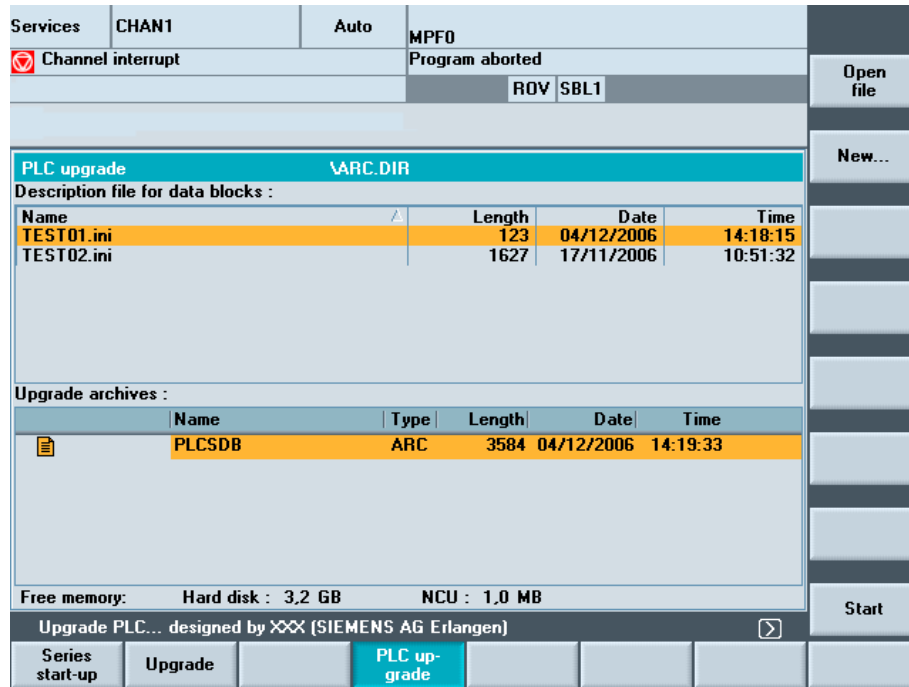 Services CHAN1 Auto MPF0
Channel interrupt Program aborted
ROV SBL1
Open
file
New...
PLC upgrade \ARC.DIR
Description file for data blocks :
Name Length Date Time
TEST01.ini 123 04/12/2006 14:18:15
TEST02.ini 1627 17/11/2006 10:51:32
Upgrade archives :
Name Type Length Date Time
PLCSDB ARC 3584 04/12/2006 14:19:33
Free memory: Hard disk : 3,2 GB NCU : 1,0 MB
Start
Upgrade PLC... designed by XXX (SIEMENS AG Erlangen)
Series
start-up
Upgrade
PLC up-
grade